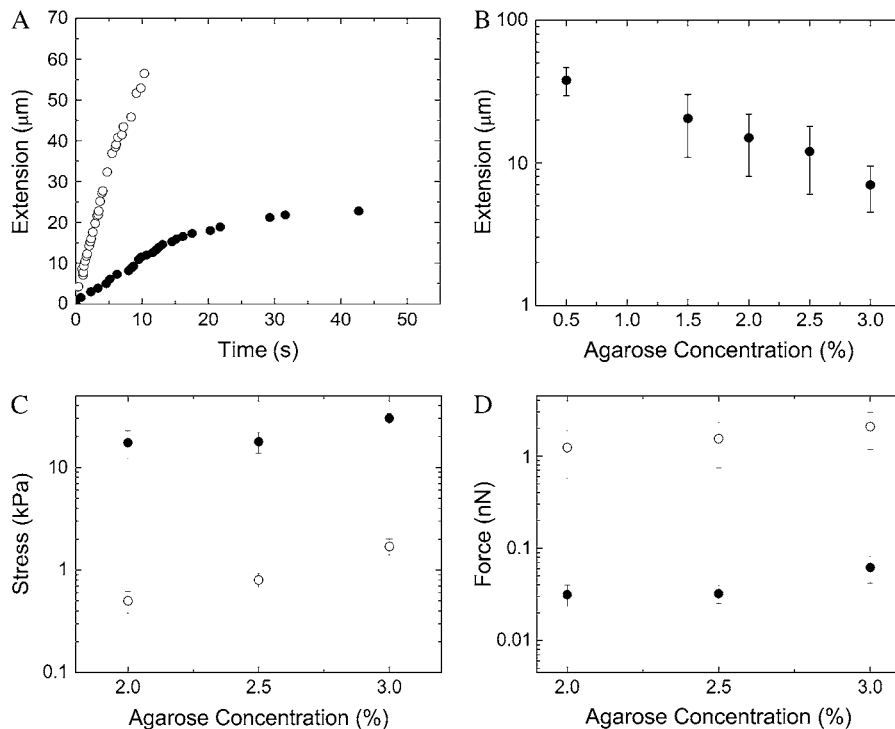 A
70
60
50
40
30
20
10
0
Extension (μm)
0 10 20 30 40 50
Time (s)
B
100
10
1
Extension (μm)
0.5 1.0 1.5 2.0 2.5 3.0
Agarose Concentration (%)
C
10
1
0.1
Stress (kPa)
2.0 2.5 3.0
Agarose Concentration (%)
D
1
0.1
0.01
Force (nN)
2.0 2.5 3.0
Agarose Concentration (%)